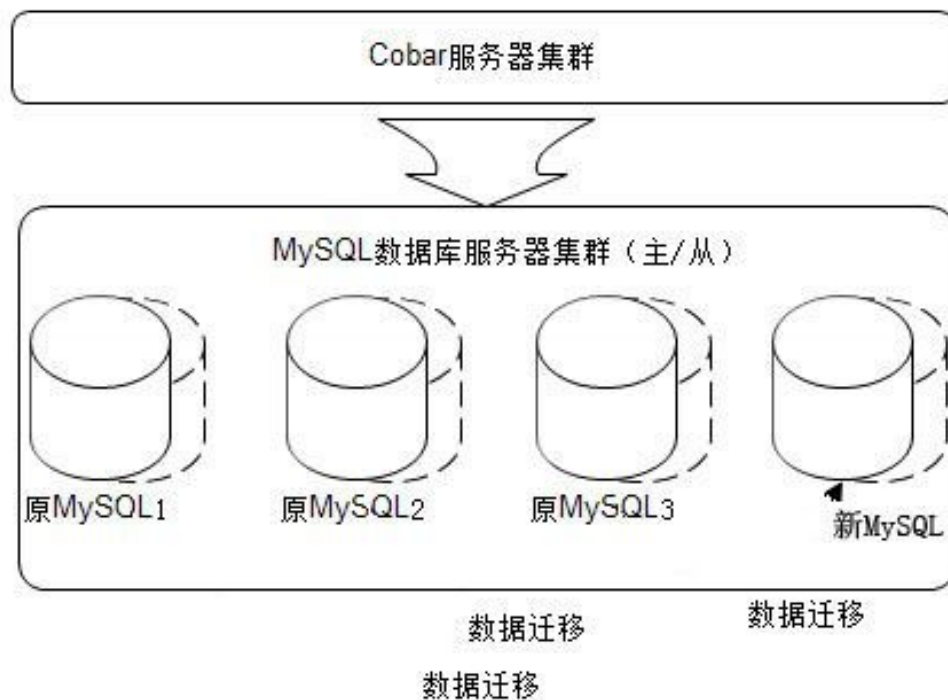 Cobar服务器集群
MySQL数据库服务器集群（主/从）
原MySQL1
原MySQL2
原MySQL3
新MySQL
数据迁移
数据迁移
数据迁移